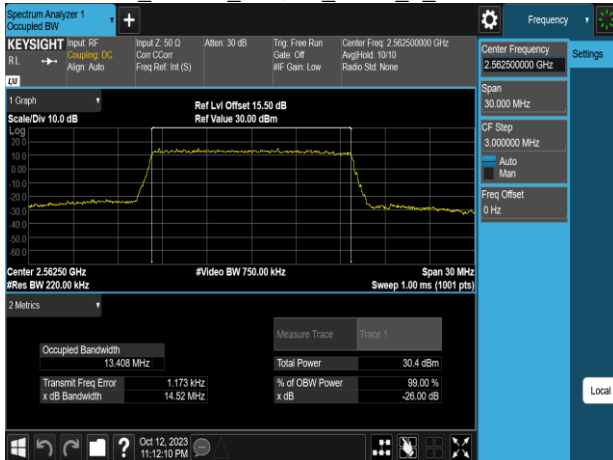 Spectrum Analyzer 1
Occupied BW
Frequency
KEYSIGHT
RL
LXI
Input: RF
Coupling: DC
Align: Auto
Input Z: 50 Ω
Corr CCorr
Freq Ref: Int (S)
Atten: 30 dB
Trig: Free Run
Gate: Off
#IF Gain: Low
Center Freq: 2.562500000 GHz
Avg|Hold: 10/10
Radio Std: None
Center Frequency
2.562500000 GHz
Settings
Span
30.000 MHz
CF Step
3.000000 MHz
Auto
Man
Freq Offset
0 Hz
Local
1 Graph
Scale/Div 10.0 dB
Ref Lvl Offset 15.50 dB
Ref Value 30.00 dBm
Log
20.0
10.0
0.00
-10.0
-20.0
-30.0
-40.0
-50.0
-60.0
Center 2.56250 GHz
#Res BW 220.00 kHz
#Video BW 750.00 kHz
Span 30 MHz
Sweep 1.00 ms (1001 pts)
2 Metrics
Measure Trace
Trace 1
Occupied Bandwidth
13.408 MHz
Total Power
30.4 dBm
Transmit Freq Error
1.173 kHz
% of OBW Power
99.00 %
x dB Bandwidth
14.52 MHz
x dB
-26.00 dB
Oct 12, 2023
11:12:10 PM